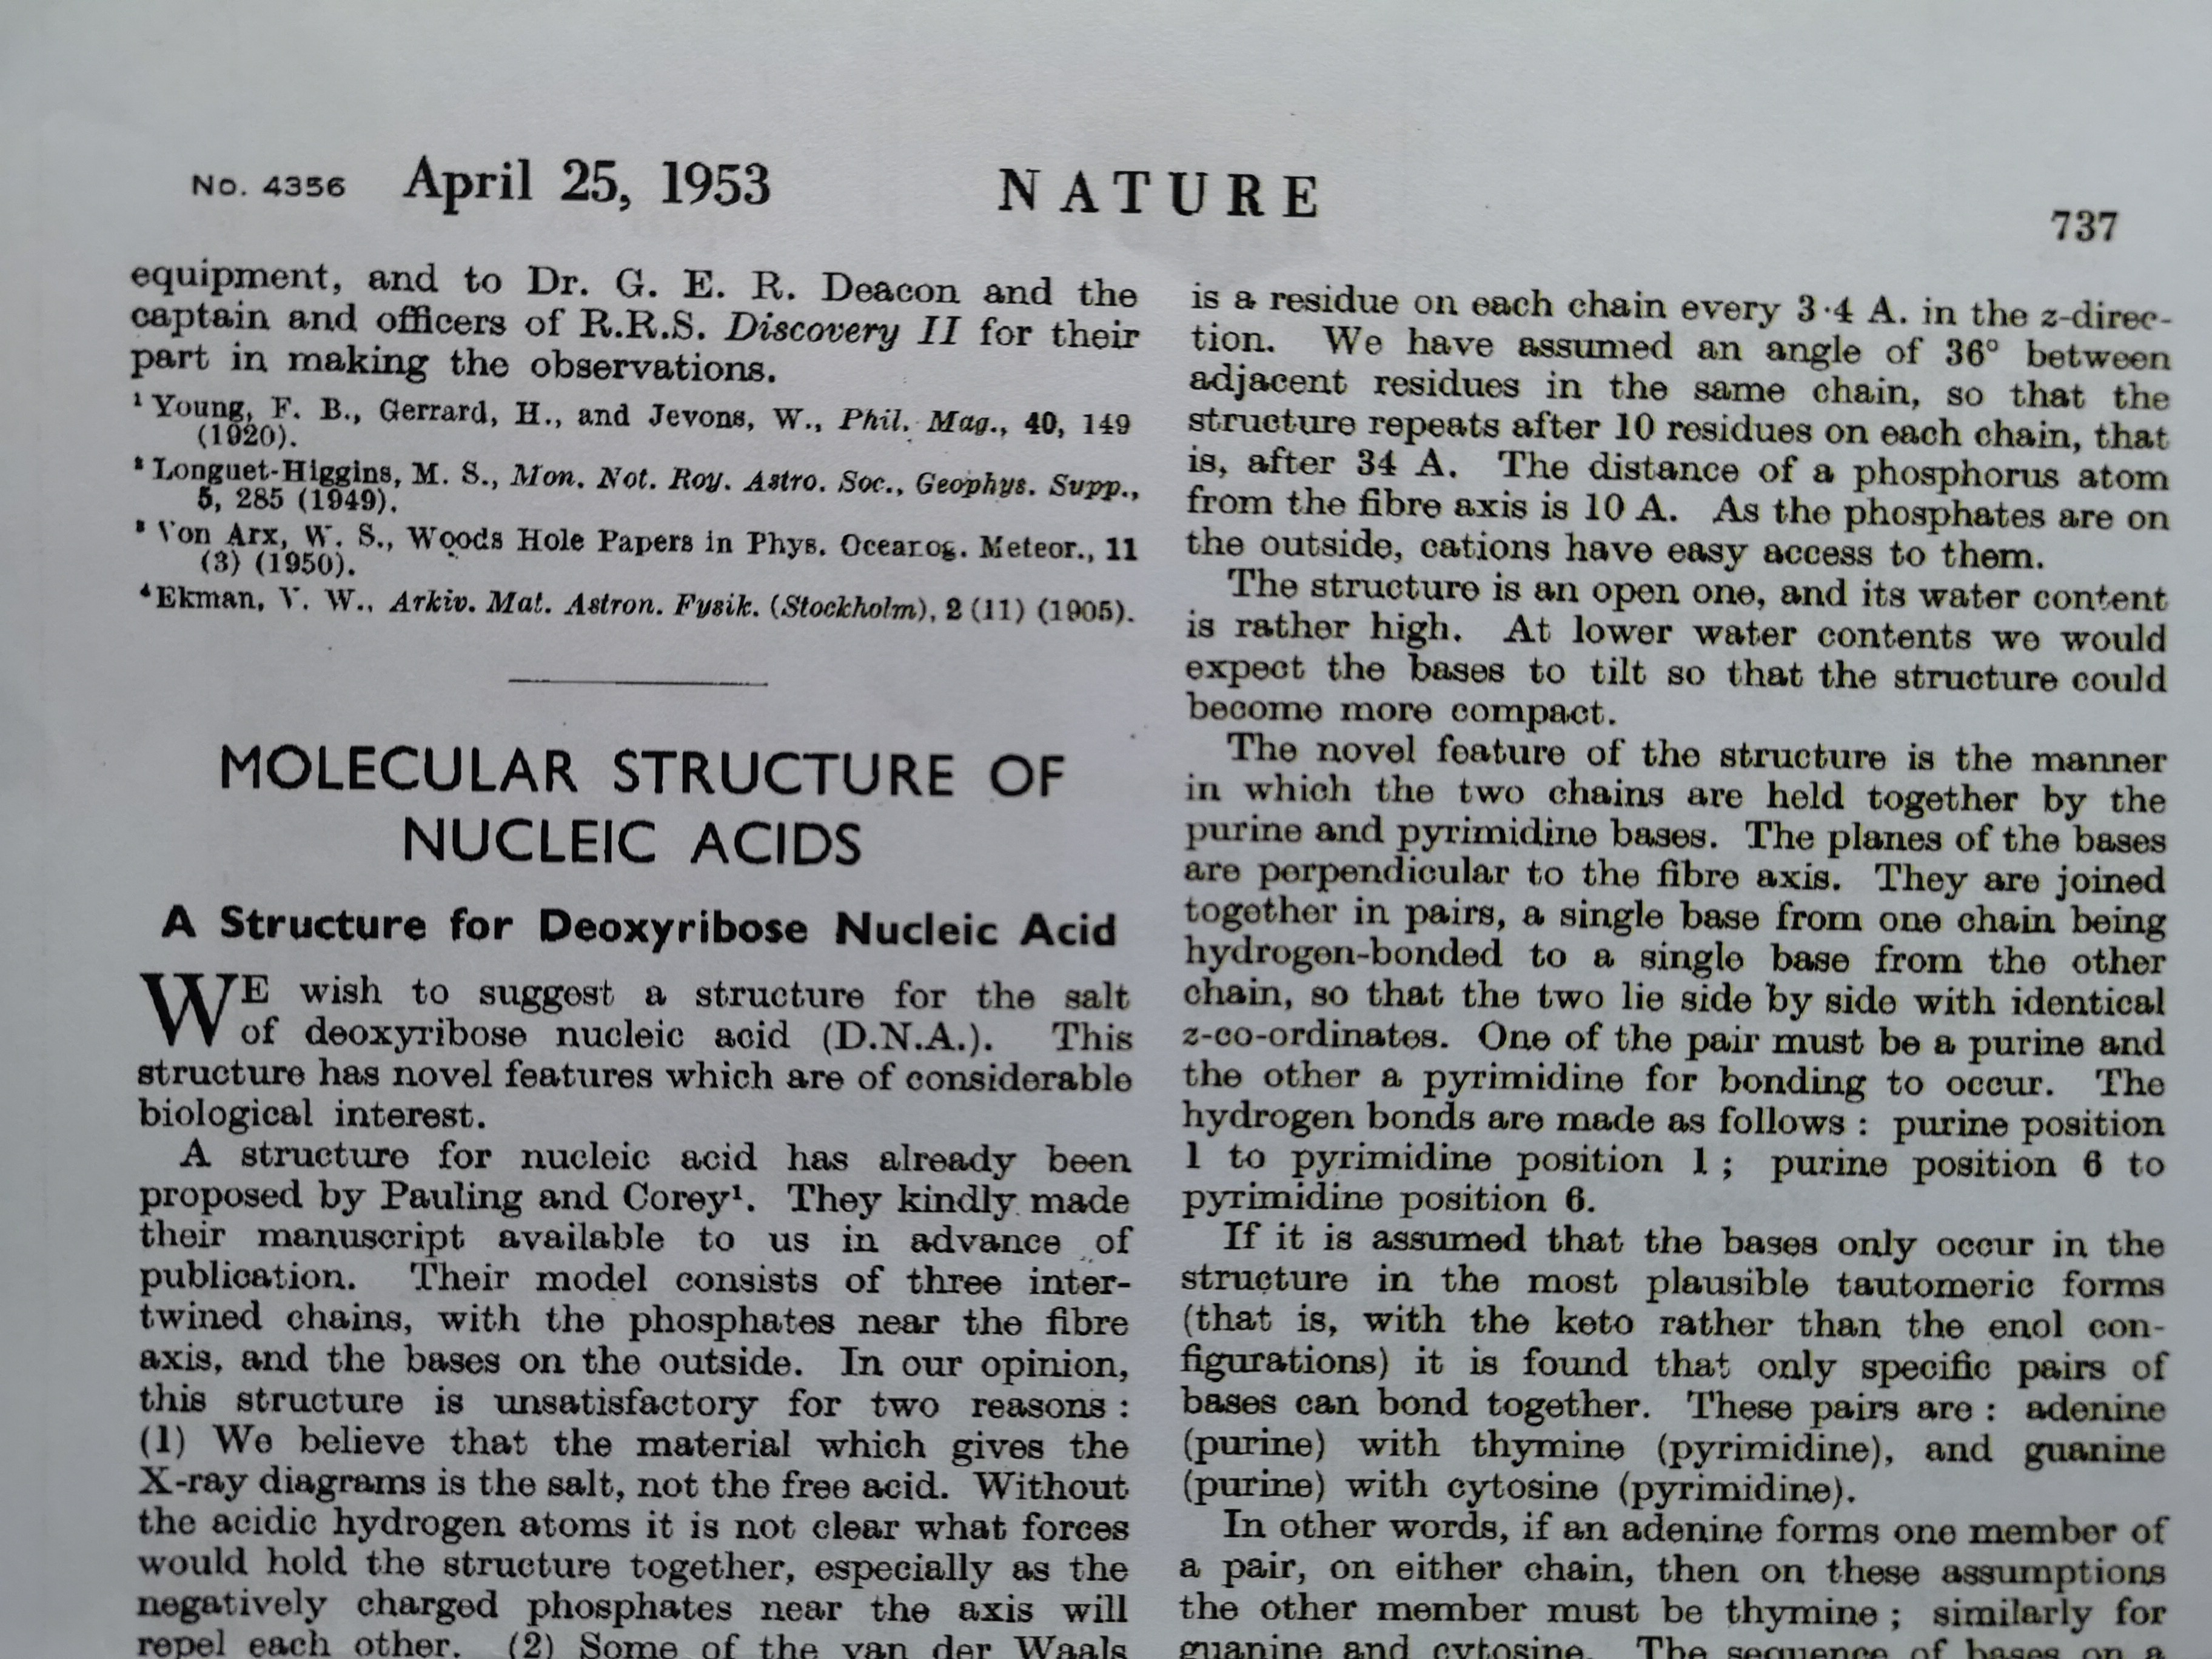 No. 4356 April 25, 1953 NATURE 737
equipment, and to Dr. G. E. R. Deacon and the
captain and officers of R.R.S. Discovery II for their
part in making the observations.
¹ Young, F. B., Gerrard, H., and Jevons, W., Phil. Mag., 40, 149
(1920).
² Longuet-Higgins, M. S., Mon. Not. Roy. Astro. Soc., Geophys. Supp.,
5, 285 (1949).
³ Von Arx, W. S., Woods Hole Papers in Phys. Ocearog. Meteor., 11
(3) (1950).
⁴ Ekman, V. W., Arkiv. Mat. Astron. Fysik. (Stockholm), 2 (11) (1905).
MOLECULAR STRUCTURE OF
NUCLEIC ACIDS
A Structure for Deoxyribose Nucleic Acid
WE wish to suggest a structure for the salt
of deoxyribose nucleic acid (D.N.A.). This
structure has novel features which are of considerable
biological interest.
A structure for nucleic acid has already been
proposed by Pauling and Corey¹. They kindly made
their manuscript available to us in advance of
publication. Their model consists of three inter-
twined chains, with the phosphates near the fibre
axis, and the bases on the outside. In our opinion,
this structure is unsatisfactory for two reasons :
(1) We believe that the material which gives the
X-ray diagrams is the salt, not the free acid. Without
the acidic hydrogen atoms it is not clear what forces
would hold the structure together, especially as the
negatively charged phosphates near the axis will
repel each other. (2) Some of the van der Waals
is a residue on each chain every 3·4 A. in the z-direc-
tion. We have assumed an angle of 36° between
adjacent residues in the same chain, so that the
structure repeats after 10 residues on each chain, that
is, after 34 A. The distance of a phosphorus atom
from the fibre axis is 10 A. As the phosphates are on
the outside, cations have easy access to them.
The structure is an open one, and its water content
is rather high. At lower water contents we would
expect the bases to tilt so that the structure could
become more compact.
The novel feature of the structure is the manner
in which the two chains are held together by the
purine and pyrimidine bases. The planes of the bases
are perpendicular to the fibre axis. They are joined
together in pairs, a single base from one chain being
hydrogen-bonded to a single base from the other
chain, so that the two lie side by side with identical
z-co-ordinates. One of the pair must be a purine and
the other a pyrimidine for bonding to occur. The
hydrogen bonds are made as follows : purine position
1 to pyrimidine position 1 ; purine position 6 to
pyrimidine position 6.
If it is assumed that the bases only occur in the
structure in the most plausible tautomeric forms
(that is, with the keto rather than the enol con-
figurations) it is found that only specific pairs of
bases can bond together. These pairs are : adenine
(purine) with thymine (pyrimidine), and guanine
(purine) with cytosine (pyrimidine).
In other words, if an adenine forms one member of
a pair, on either chain, then on these assumptions
the other member must be thymine ; similarly for
guanine and cytosine. The sequence of bases on a